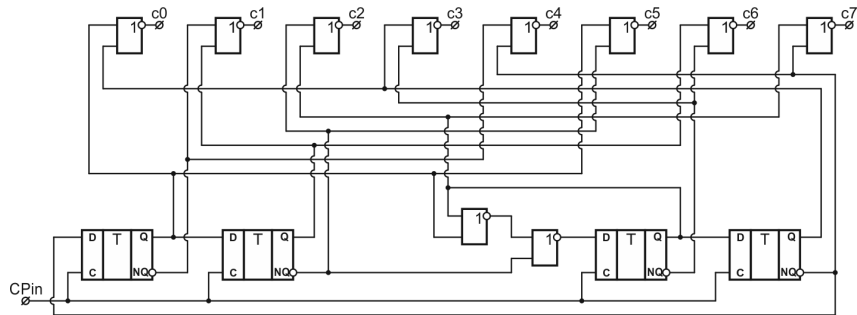 c0 c1 c2 c3 c4 c5 c6 c7
1 1 1 1 1 1 1 1
1
1
D T Q D T Q D T Q D T Q
C NQ C NQ C NQ C NQ
CPin